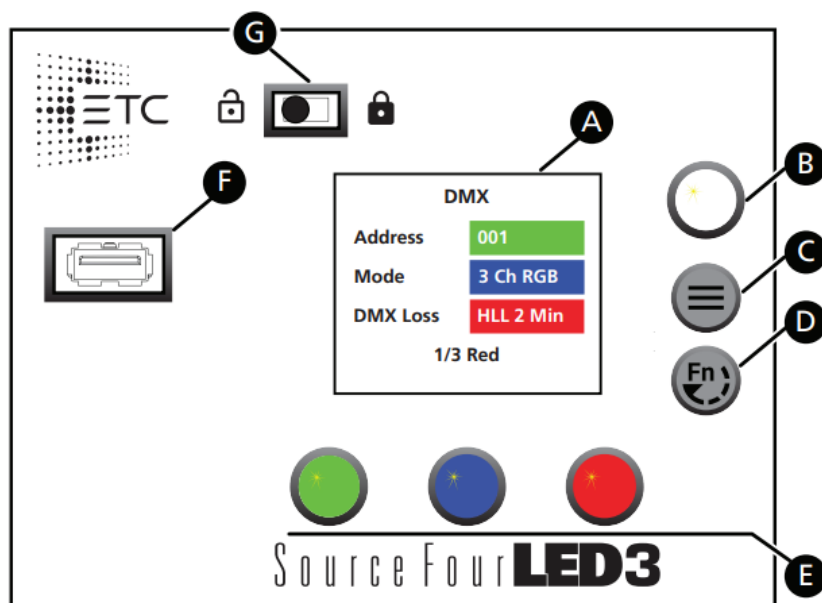 G
ETC
A
B
F
DMX
Address 001
C
Mode 3 Ch RGB
DMX Loss HLL 2 Min
D
1/3 Red
Fn
Source Four LED3
E